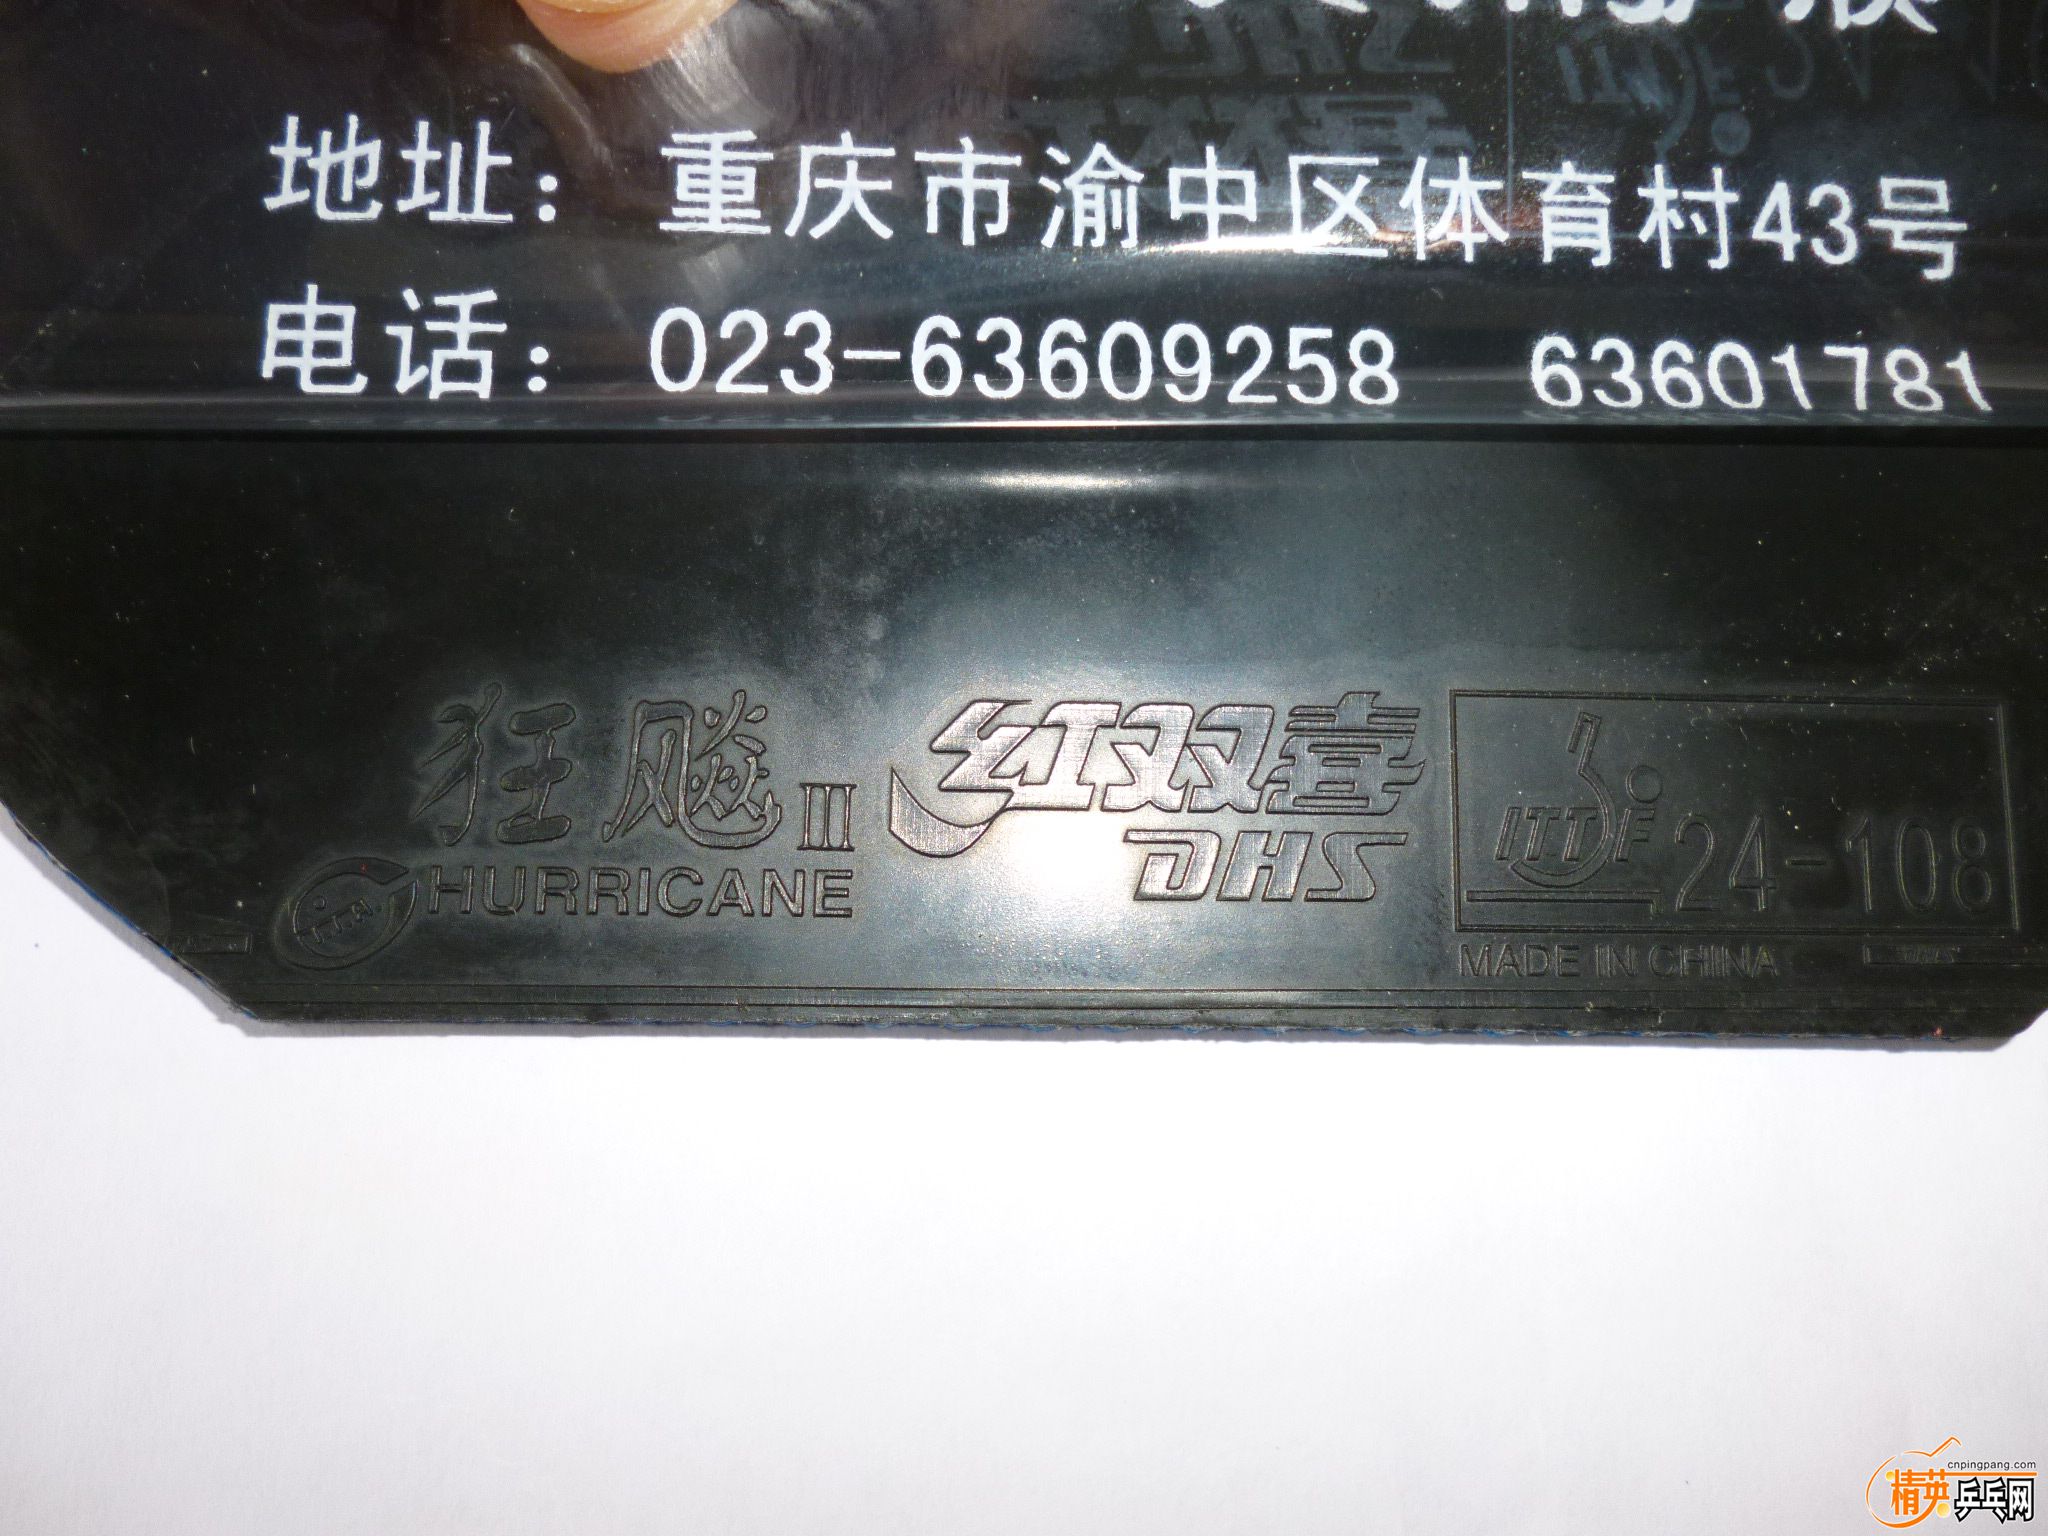 地址：重庆市渝中区体育村43号
电话：023-63609258 63601781
狂飚III
HURRICANE
红双喜
DHS
ITTF 24-108
MADE IN CHINA
cnpingpang.com
精英乒乓网